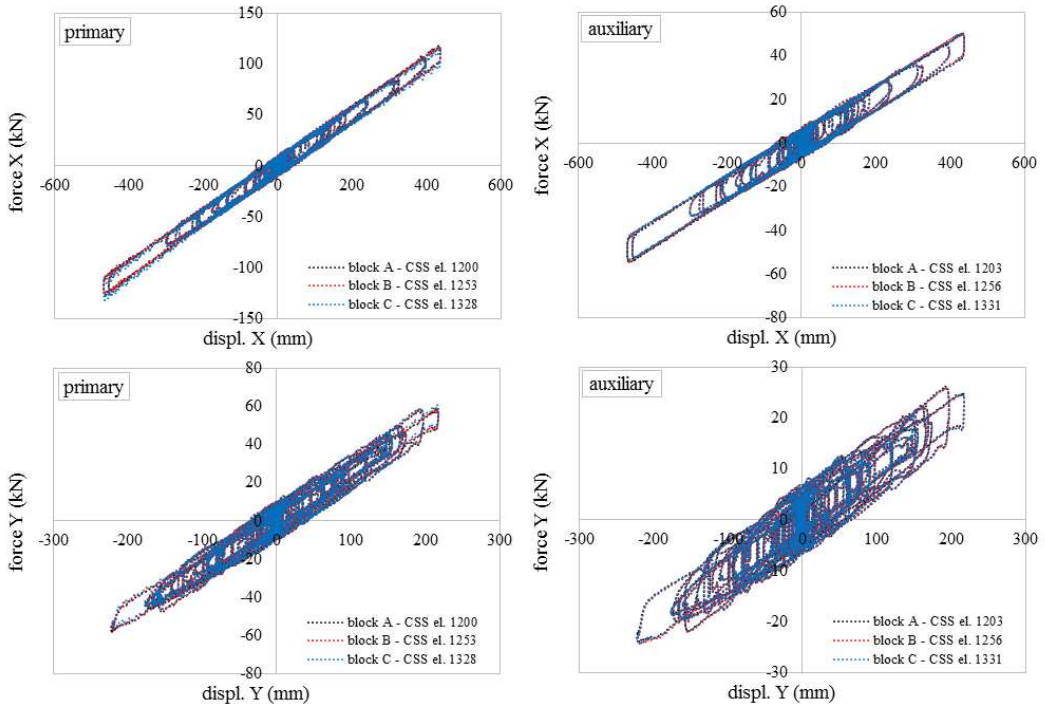 primary
force X (kN)
150
100
50
0
-50
-100
-150
-600
-400
-200
0
200
400
600
block A - CSS el. 1200
block B - CSS el. 1253
block C - CSS el. 1328
displ. X (mm)
auxiliary
force X (kN)
60
40
20
0
-20
-40
-60
-80
-600
-400
-200
0
200
400
600
block A - CSS el. 1203
block B - CSS el. 1256
block C - CSS el. 1331
displ. X (mm)
primary
force Y (kN)
80
60
40
20
0
-20
-40
-60
-80
-300
-200
-100
0
100
200
300
block A - CSS el. 1200
block B - CSS el. 1253
block C - CSS el. 1328
displ. Y (mm)
auxiliary
force Y (kN)
30
20
10
0
-10
-20
-30
-300
-200
-100
0
100
200
300
block A - CSS el. 1203
block B - CSS el. 1256
block C - CSS el. 1331
displ. Y (mm)